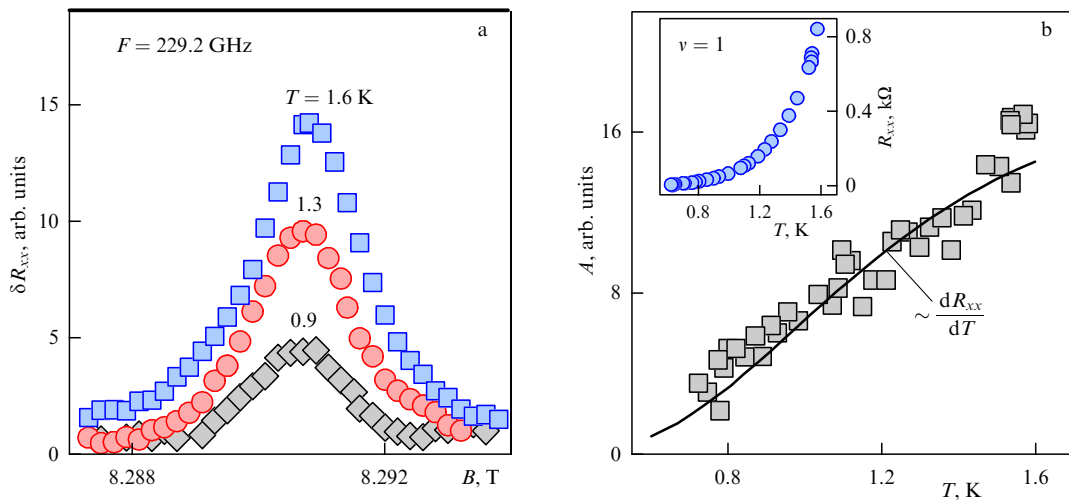 a
F = 229.2 GHz
T = 1.6 K
1.3
0.9
δR_xx, arb. units
15
10
5
0
8.288
8.292
B, T
b
ν = 1
0.8
0.4
0
R_xx, kΩ
0.8
1.2
1.6
T, K
A, arb. units
16
8
0
0.8
1.2
1.6
T, K
~ dR_xx
dT